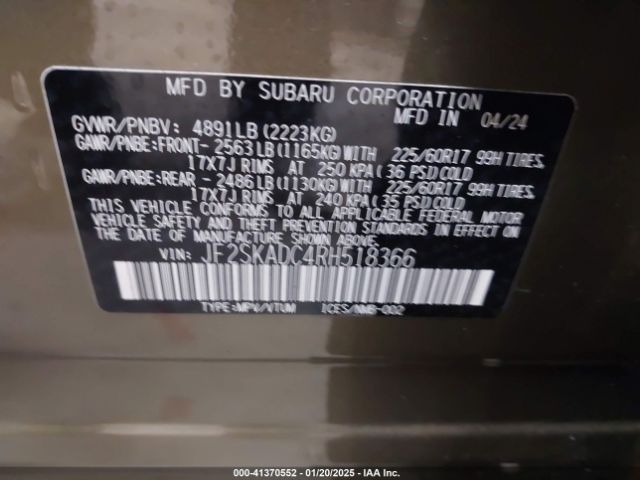 MFD BY SUBARU CORPORATION
MFD IN 04/24
GVWR/PNBV: 4891LB(2223KG)
GAWR/PNBE:FRONT- 2563LB(1165KG)WITH 225/60R17 99H TIRES,
17X7J RIMS AT 250 KPA(36 PSI)COLD
GAWR/PNBE:REAR - 2486LB(1130KG)WITH 225/60R17 99H TIRES,
17X7J RIMS AT 240 KPA(35 PSI)COLD
THIS VEHICLE CONFORMS TO ALL APPLICABLE FEDERAL MOTOR
VEHICLE SAFETY AND THEFT PREVENTION STANDARDS IN EFFECT
ON THE DATE OF MANUFACTURE SHOWN ABOVE.
VIN: JF2SKADC4RH518366
TYPE:MPV/VTUM ICES/NMB-002
000-41370552 — 01/20/2025 — IAAI.CA